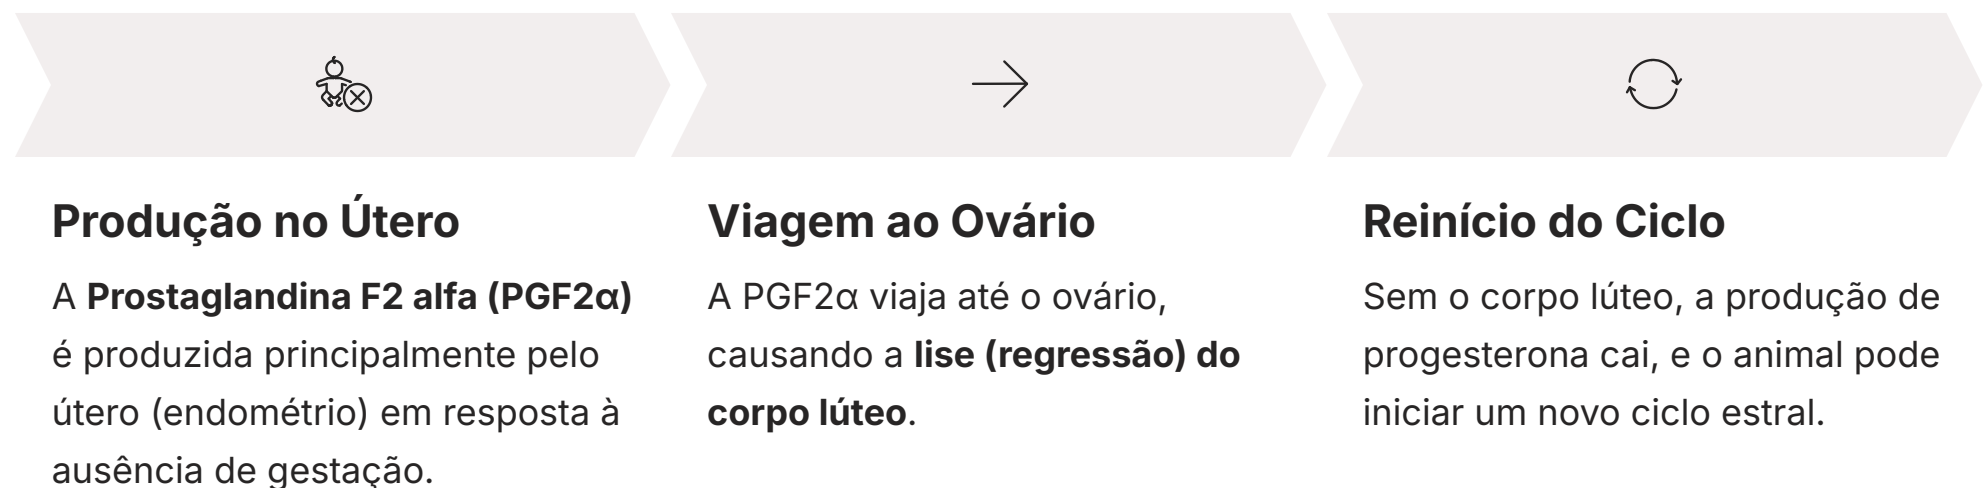 Produção no Útero
A Prostaglandina F2 alfa (PGF2α)
é produzida principalmente pelo
útero (endométrio) em resposta à
ausência de gestação.
Viagem ao Ovário
A PGF2α viaja até o ovário,
causando a lise (regressão) do
corpo lúteo.
Reinício do Ciclo
Sem o corpo lúteo, a produção de
progesterona cai, e o animal pode
iniciar um novo ciclo estral.